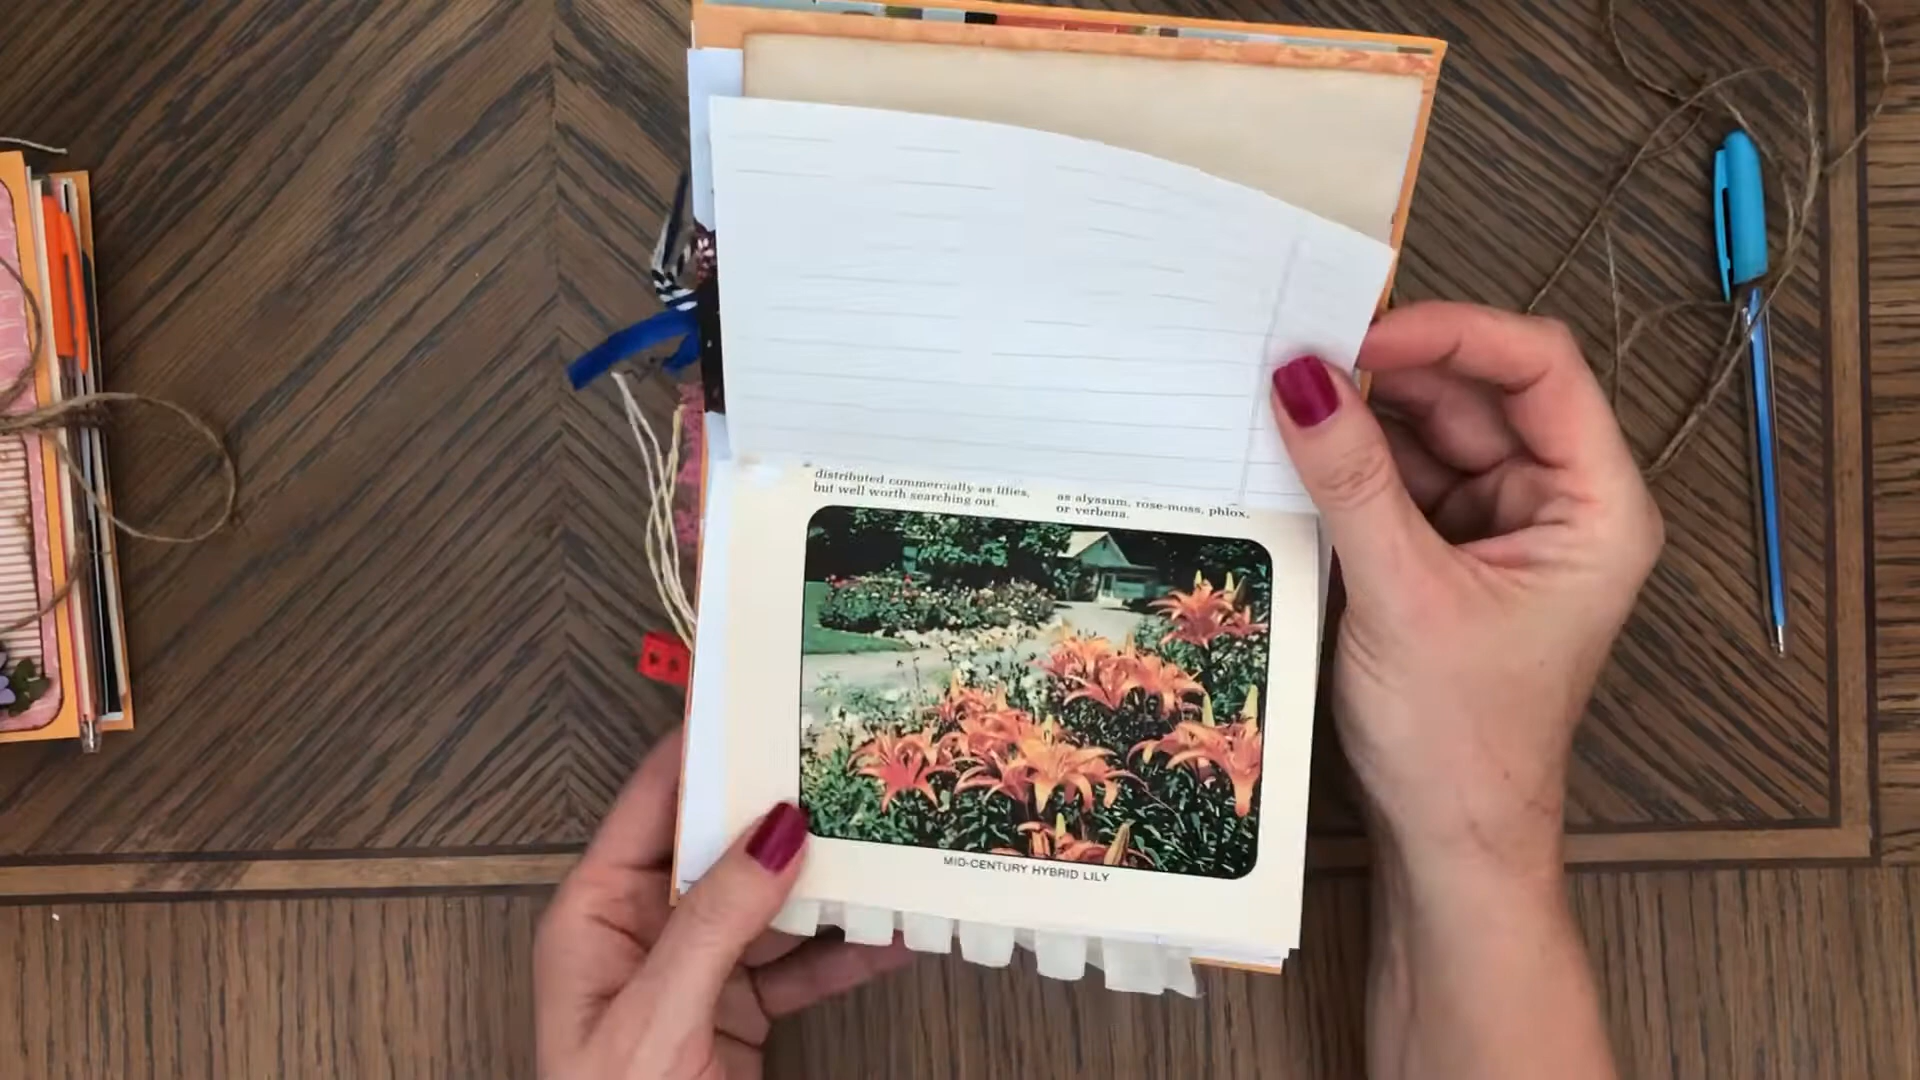 distributed commercially as lilies,
but well worth searching out.
as alyssum, rose-moss, phlox,
or verbena.
MID-CENTURY HYBRID LILY